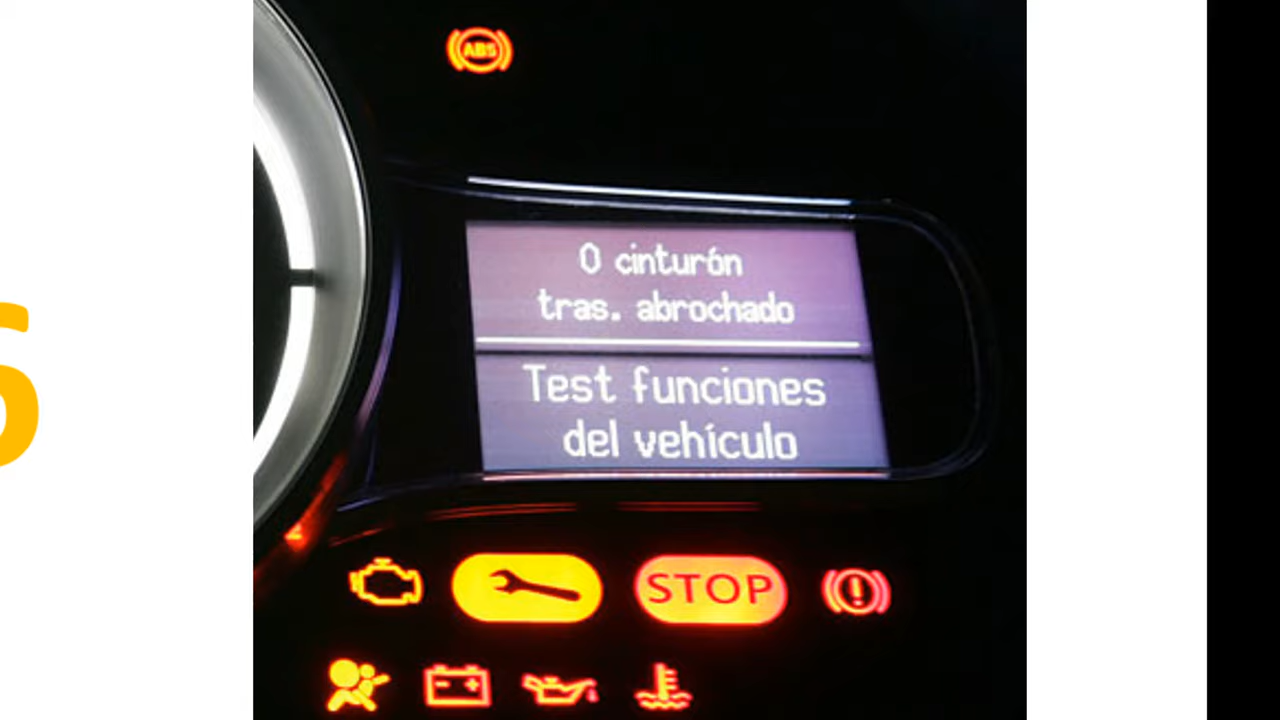 ABS
0 cinturón
tras. abrochado
Test funciones
del vehículo
STOP